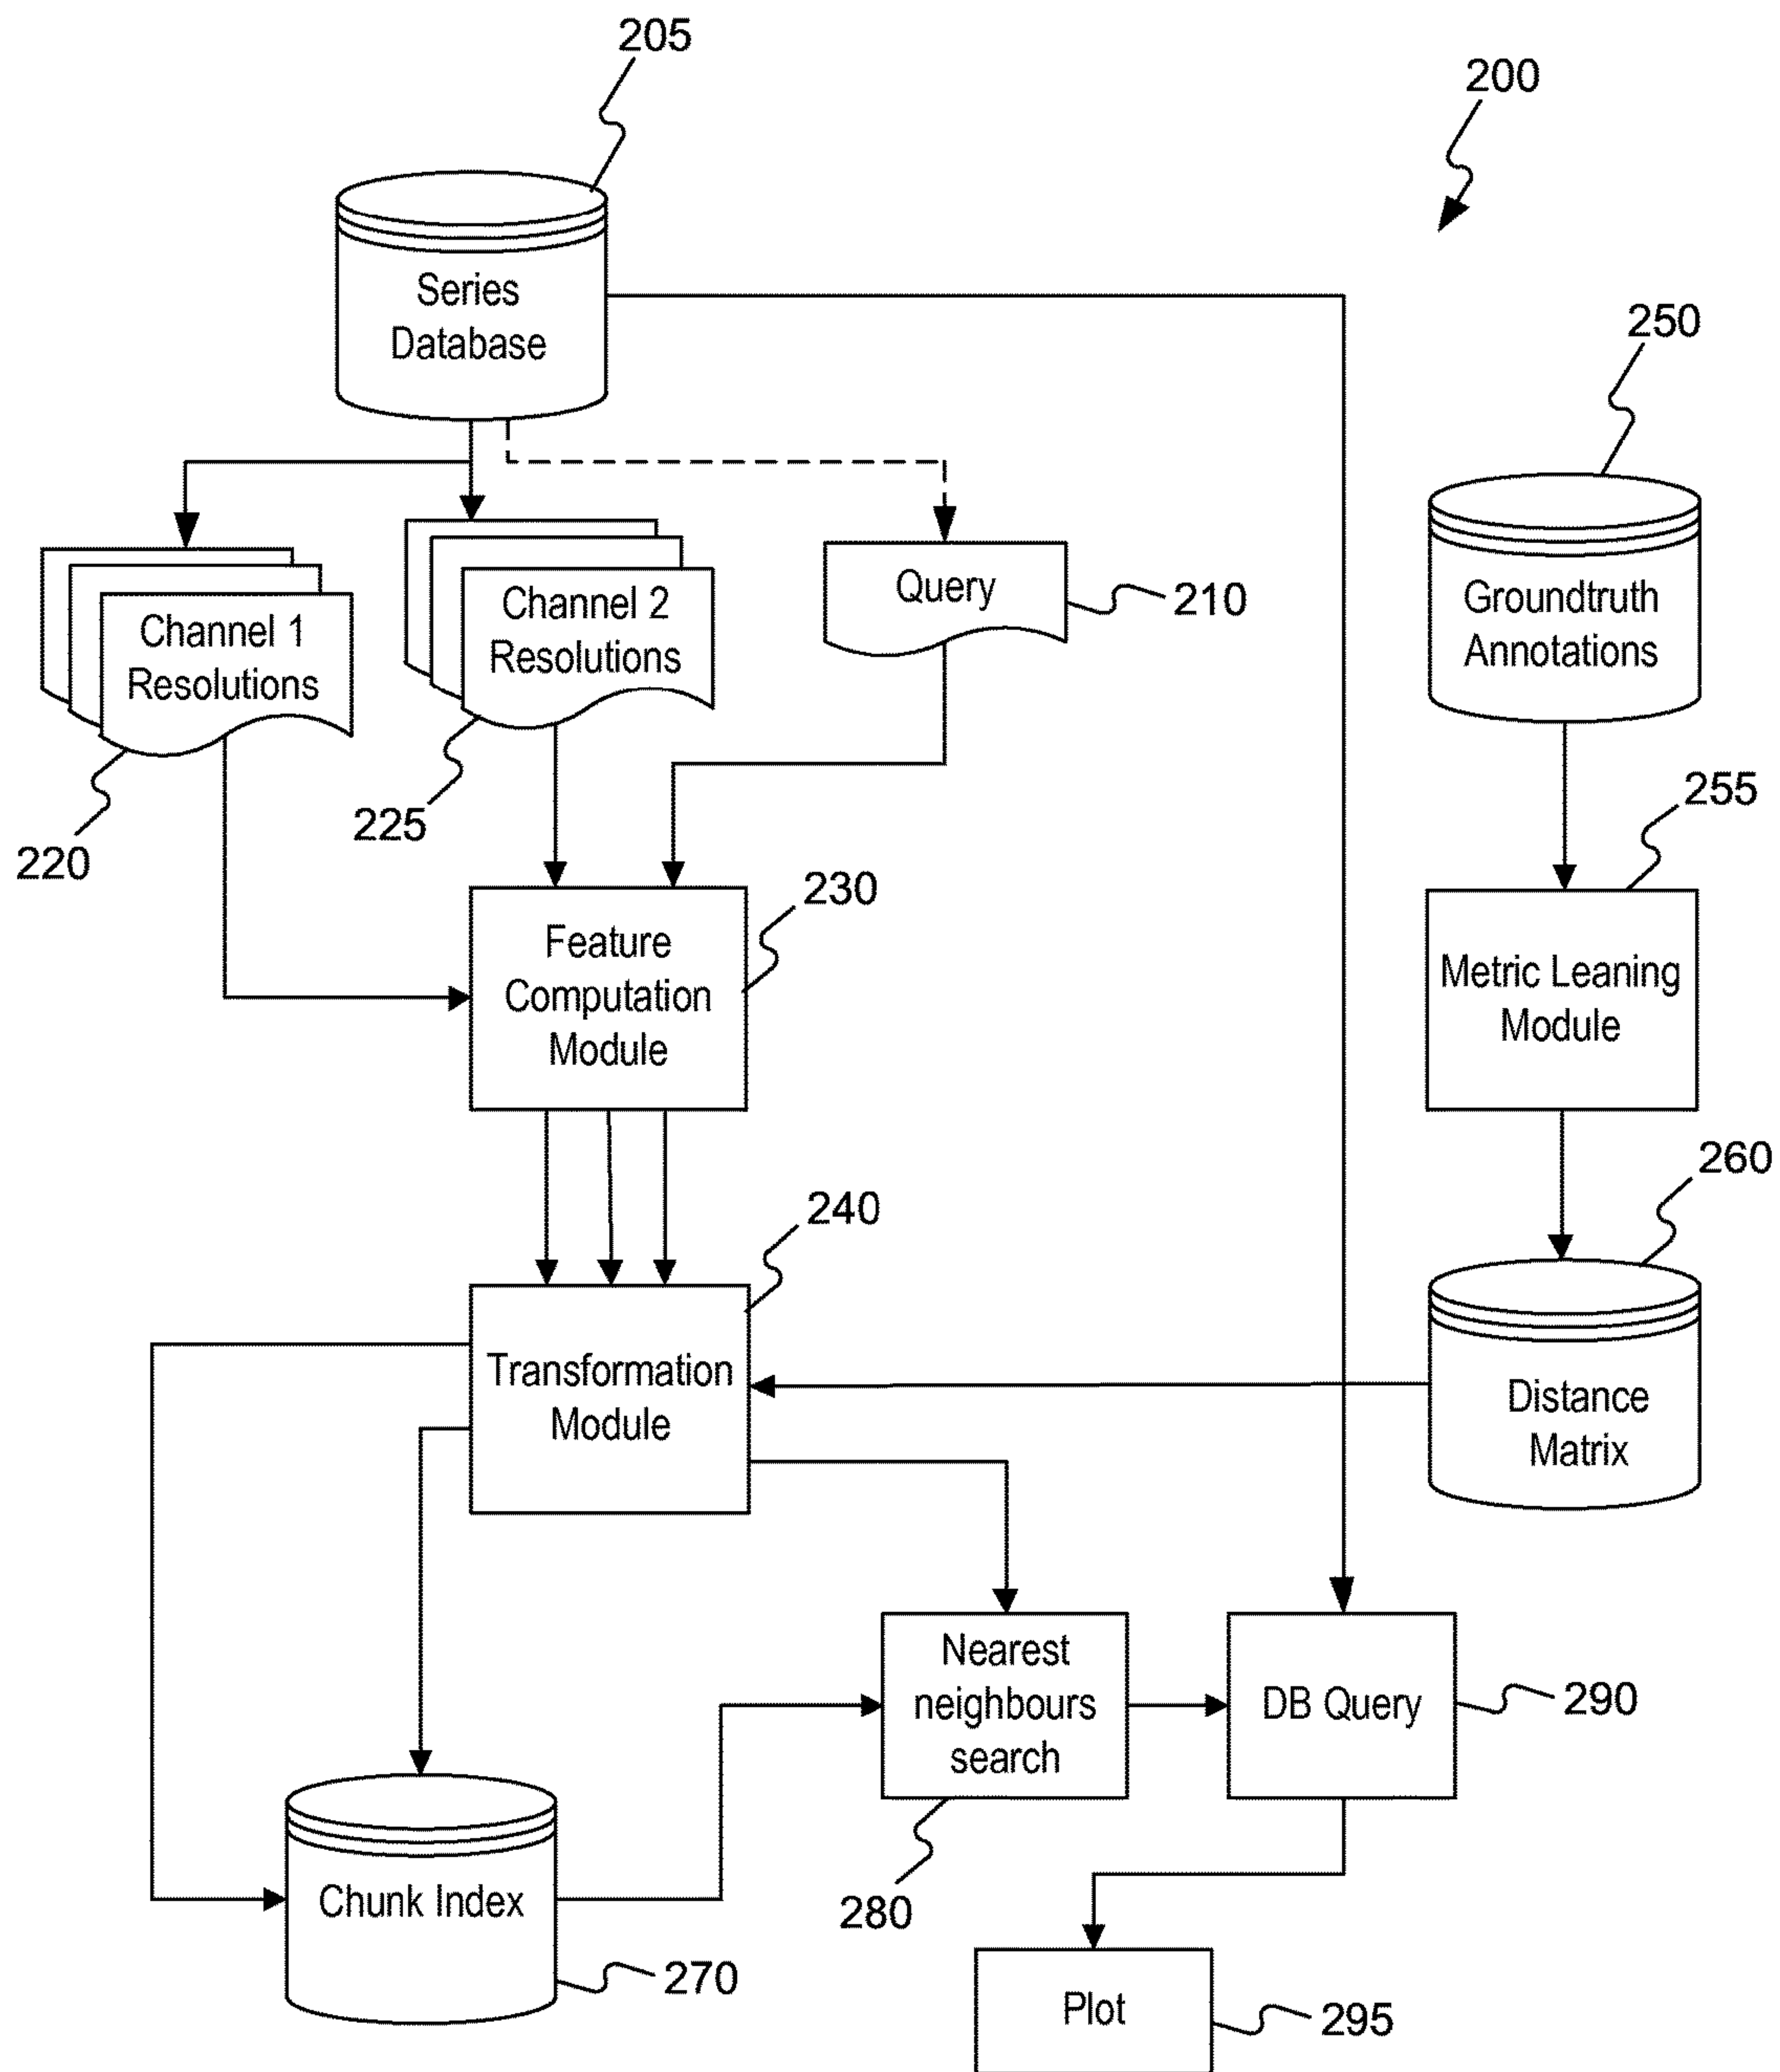 205
200
Series
Database
250
Channel 1
Resolutions
Channel 2
Resolutions
Query
210
Groundtruth
Annotations
220
225
255
230
Feature
Computation
Module
Metric Leaning
Module
260
240
Transformation
Module
Distance
Matrix
Nearest
neighbours
search
DB Query
290
Chunk Index
280
270
Plot
295